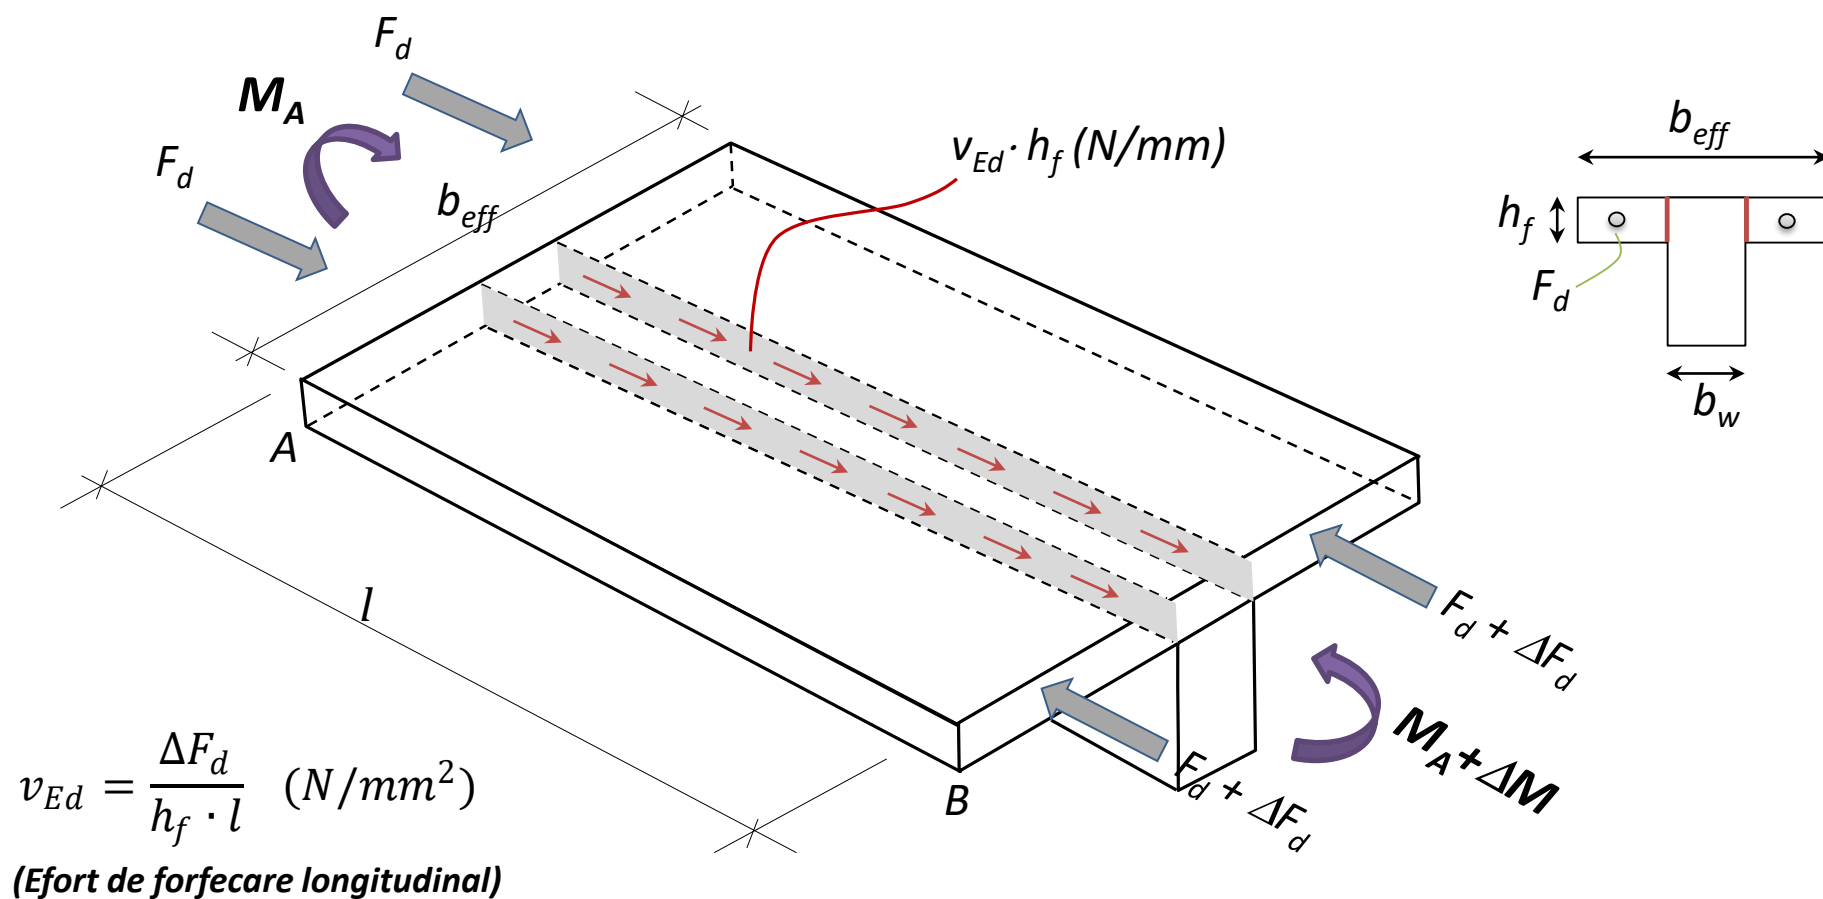 F_d
M_A
F_d
b_eff
v_Ed · h_f (N/mm)
b_eff
h_f
F_d
b_w
A
l
F_d + ΔF_d
M_A+ΔM
F_d + ΔF_d
B
v_Ed = ΔF_d / (h_f · l) (N/mm²)
(Efort de forfecare longitudinal)